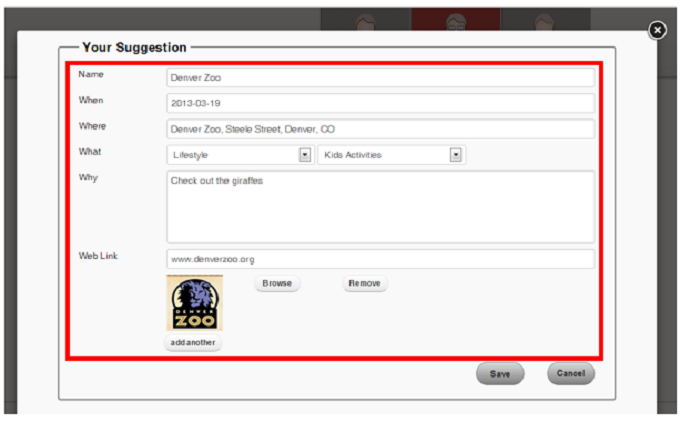 Your Suggestion
Name Denver Zoo
When 2013-03-19
Where Denver Zoo, Steele Street, Denver, CO
What Lifestyle Kids Activities
Why Check out the giraffes
Web Link www.denverzoo.org
Browse Remove
DENVER
ZOO
add another
Save Cancel